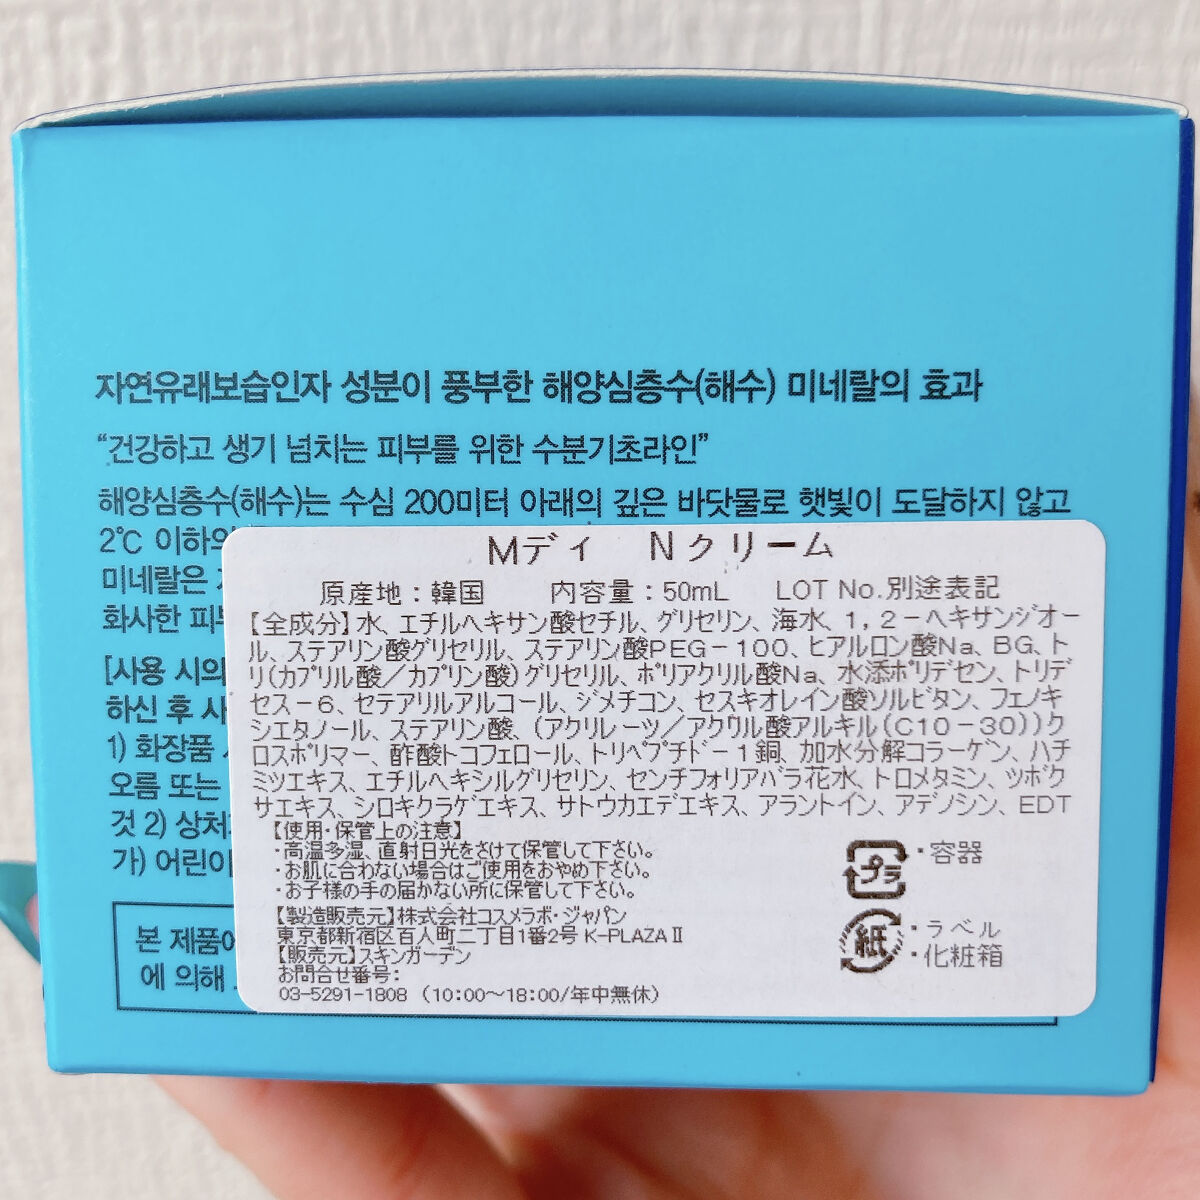 자연유래보습인자 성분이 풍부한 해양심층수(해수) 미네랄의 효과
“건강하고 생기 넘치는 피부를 위한 수분기초라인”
해양심층수(해수)는 수심 200미터 아래의 깊은 바닷물로 햇빛이 도달하지 않고
2℃ 이하의
미네랄은
화사한 피부
[사용 시의
하신 후 사
1) 화장품
오름 또는
것 2) 상처
가) 어린이
본 제품에
에 의해
Mディ Nクリーム
原産地：韓国 内容量：50mL LOT No.別途表記
【全成分】水、エチルヘキサン酸セチル、グリセリン、海水、1,2-ヘキサンジオー
ル、ステアリン酸グリセリル、ステアリン酸PEG-100、ヒアルロン酸Na、BG、ト
リ(カプリル酸/カプリン酸)グリセリル、ポリアクリル酸Na、水添ポリデセン、トリデ
セス-6、セテアリルアルコール、ジメチコン、セスキオレイン酸ソルビタン、フェノキ
シエタノール、ステアリン酸、(アクリレーツ/アクリル酸アルキル(C10-30))ク
ロスポリマー、酢酸トコフェロール、トリペプチド-1銅、加水分解コラーゲン、ハチ
ミツエキス、エチルヘキシルグリセリン、センチフォリアバラ花水、トロメタミン、ツボク
サエキス、シロキクラゲエキス、サトウカエデエキス、アラントイン、アデノシン、EDT
【使用・保管上の注意】
・高温多湿、直射日光をさけて保管して下さい。
・お肌に合わない場合はご使用をおやめ下さい。
・お子様の手の届かない所に保管して下さい。
【製造販売元】株式会社コスメラボ・ジャパン
東京都新宿区百人町二丁目1番2号 K-PLAZAⅡ
【販売元】スキンガーデン
お問合せ番号：
03-5291-1808 (10:00～18:00/年中無休)
プラ
・容器
紙
・ラベル
・化粧箱